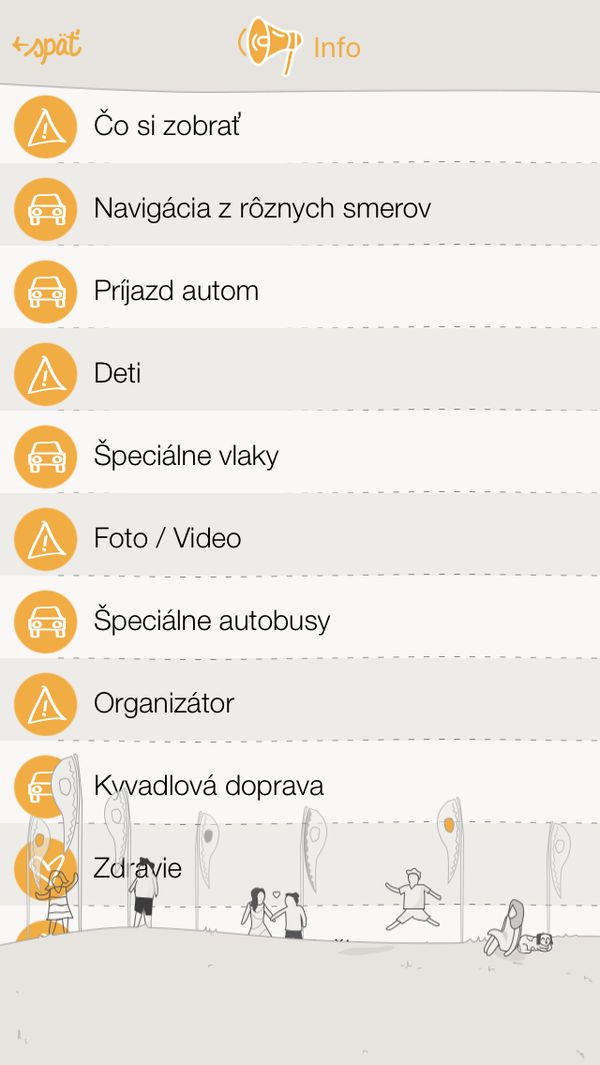 späť
Info
Čo si zobrať
Navigácia z rôznych smerov
Príjazd autom
Deti
Špeciálne vlaky
Foto / Video
Špeciálne autobusy
Organizátor
Kyvadlová doprava
Zdravie